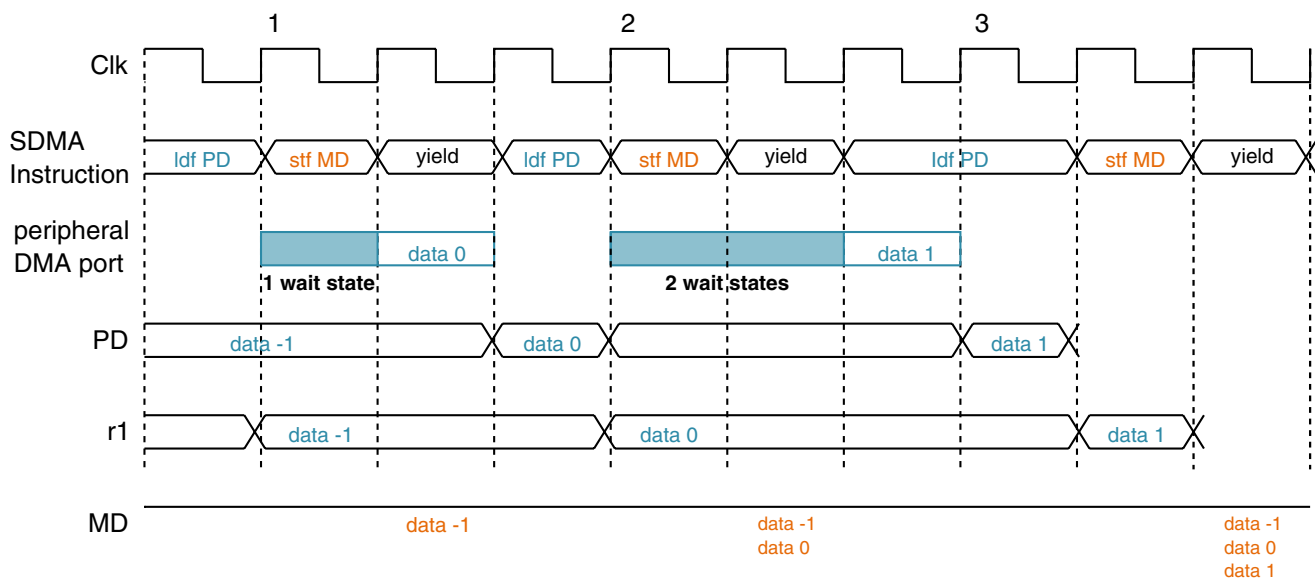 1 2 3
Clk
SDMA
Instruction
ldf PD stf MD yield ldf PD stf MD yield ldf PD stf MD yield
peripheral
DMA port
data 0 data 1
1 wait state 2 wait states
PD
data -1 data 0 data 1
r1
data -1 data 0 data 1
MD
data -1 data -1 data -1
data 0 data 0
data 1